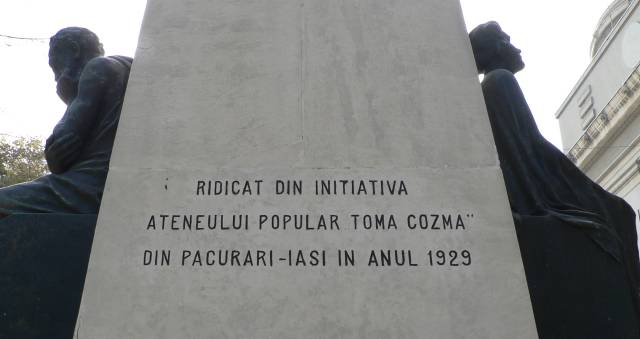 RIDICAT DIN INITIATIVA
ATENEULUI POPULAR TOMA COZMA"
DIN PACURARI-IASI IN ANUL 1929